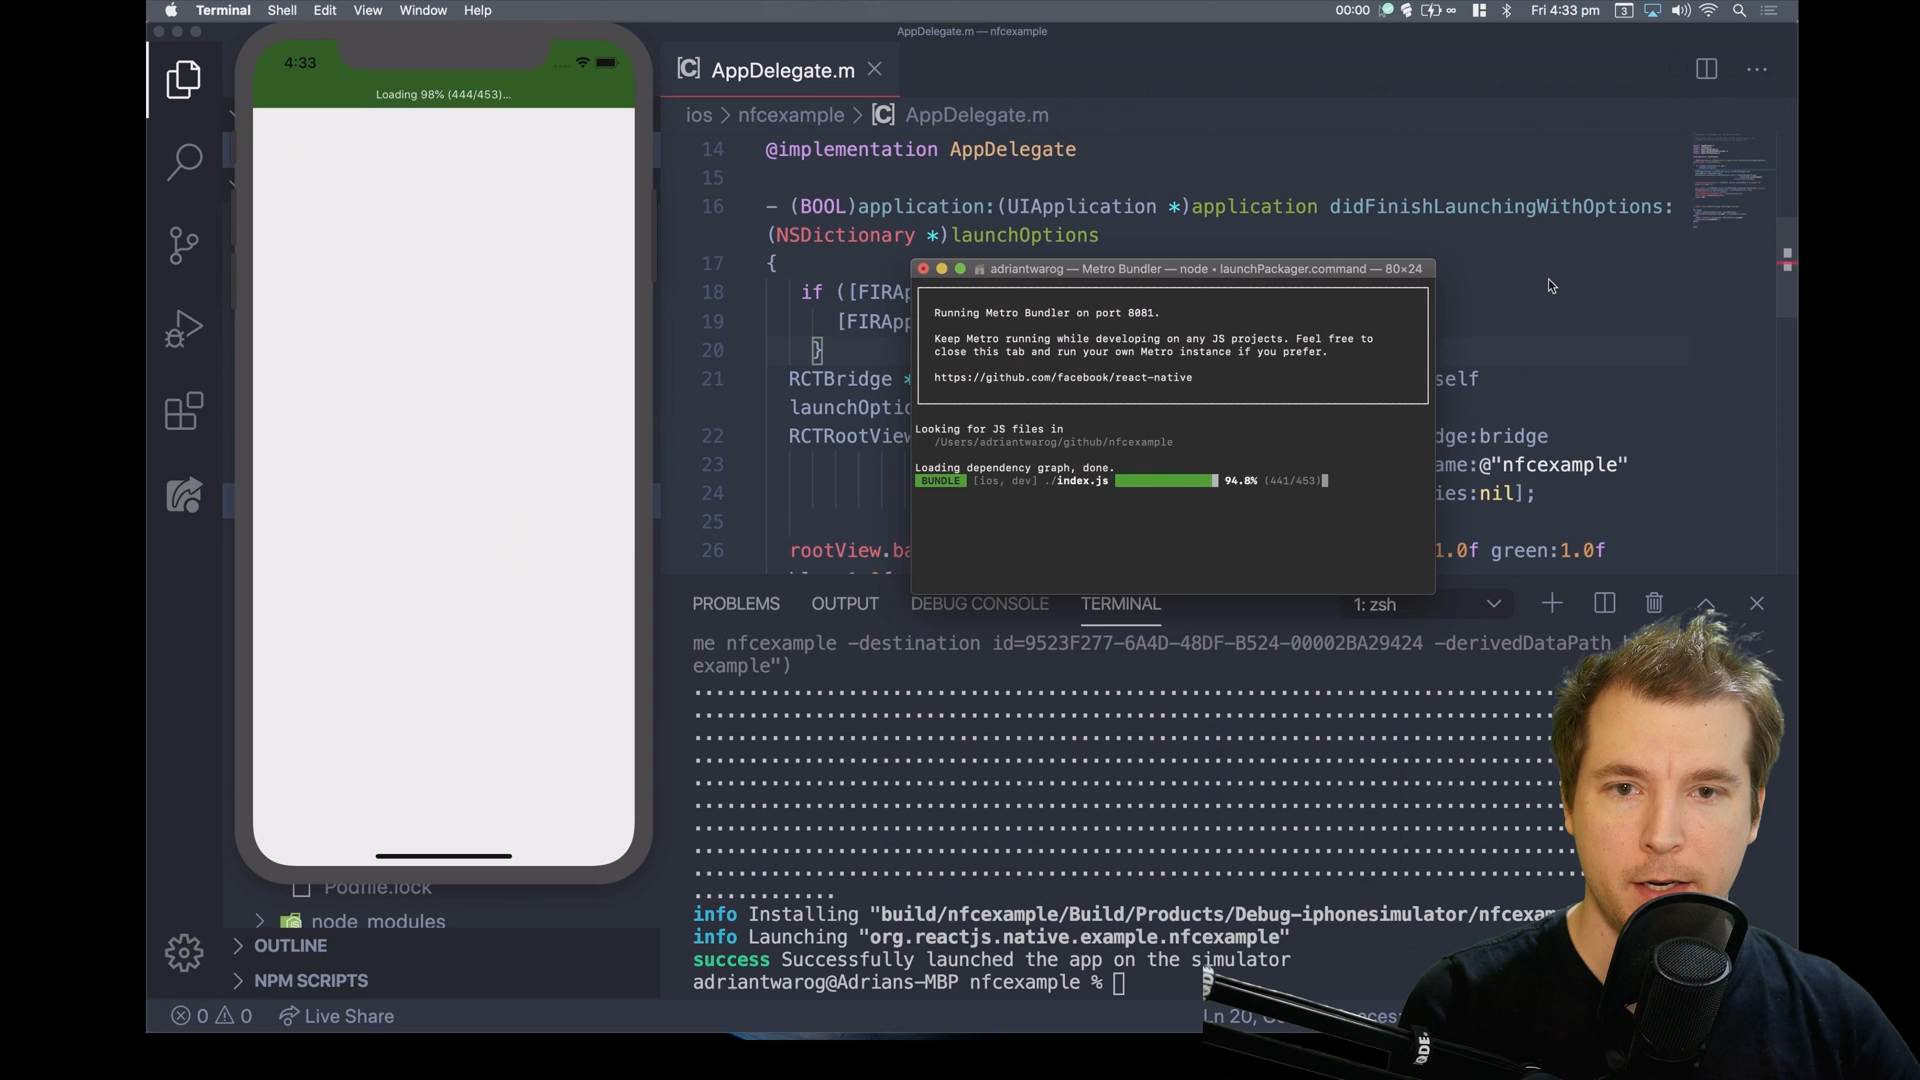 Terminal Shell Edit View Window Help
00:00 Fri 4:33 pm 3
AppDelegate.m — nfcexample
4:33
Loading 98% (444/453)...
[C] AppDelegate.m
ios > nfcexample > [C] AppDelegate.m
14 @implementation AppDelegate
15
16 - (BOOL)application:(UIApplication *)application didFinishLaunchingWithOptions:
(NSDictionary *)launchOptions
17 {
18 if ([FIRAp
19 [FIRApp
20 }
21 RCTBridge * self
launchOptio
22 RCTRootView dge:bridge
23 ame:@"nfcexample"
24 ies:nil];
25
26 rootView.ba 1.0f green:1.0f
adriantwarog — Metro Bundler — node • launchPackager.command — 80×24
Running Metro Bundler on port 8081.
Keep Metro running while developing on any JS projects. Feel free to
close this tab and run your own Metro instance if you prefer.
https://github.com/facebook/react-native
Looking for JS files in
/Users/adriantwarog/github/nfcexample
Loading dependency graph, done.
BUNDLE [ios, dev] ./index.js 94.8% (441/453)
PROBLEMS OUTPUT DEBUG CONSOLE TERMINAL 1: zsh
me nfcexample -destination id=9523F277-6A4D-48DF-B524-00002BA29424 -derivedDataPath
example")
info Installing "build/nfcexample/Build/Products/Debug-iphonesimulator/nfcexam
info Launching "org.reactjs.native.example.nfcexample"
success Successfully launched the app on the simulator
adriantwarog@Adrians-MBP nfcexample %
Podfile.lock
node_modules
OUTLINE
NPM SCRIPTS
0 0 Live Share
Ln 20,